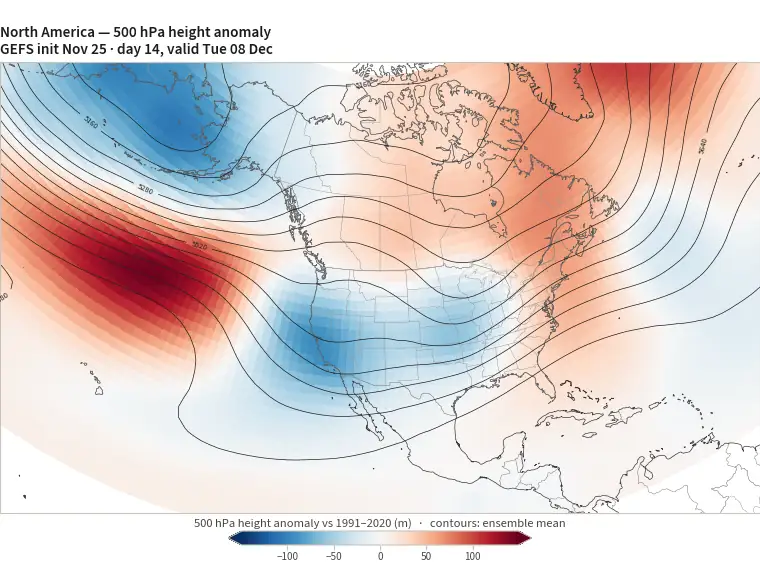 North America — 500 hPa height anomaly
GEFS init Nov 25 · day 14, valid Tue 08 Dec
5160
5280
5640
500 hPa height anomaly vs 1991–2020 (m) · contours: ensemble mean
−100 −50 0 50 100